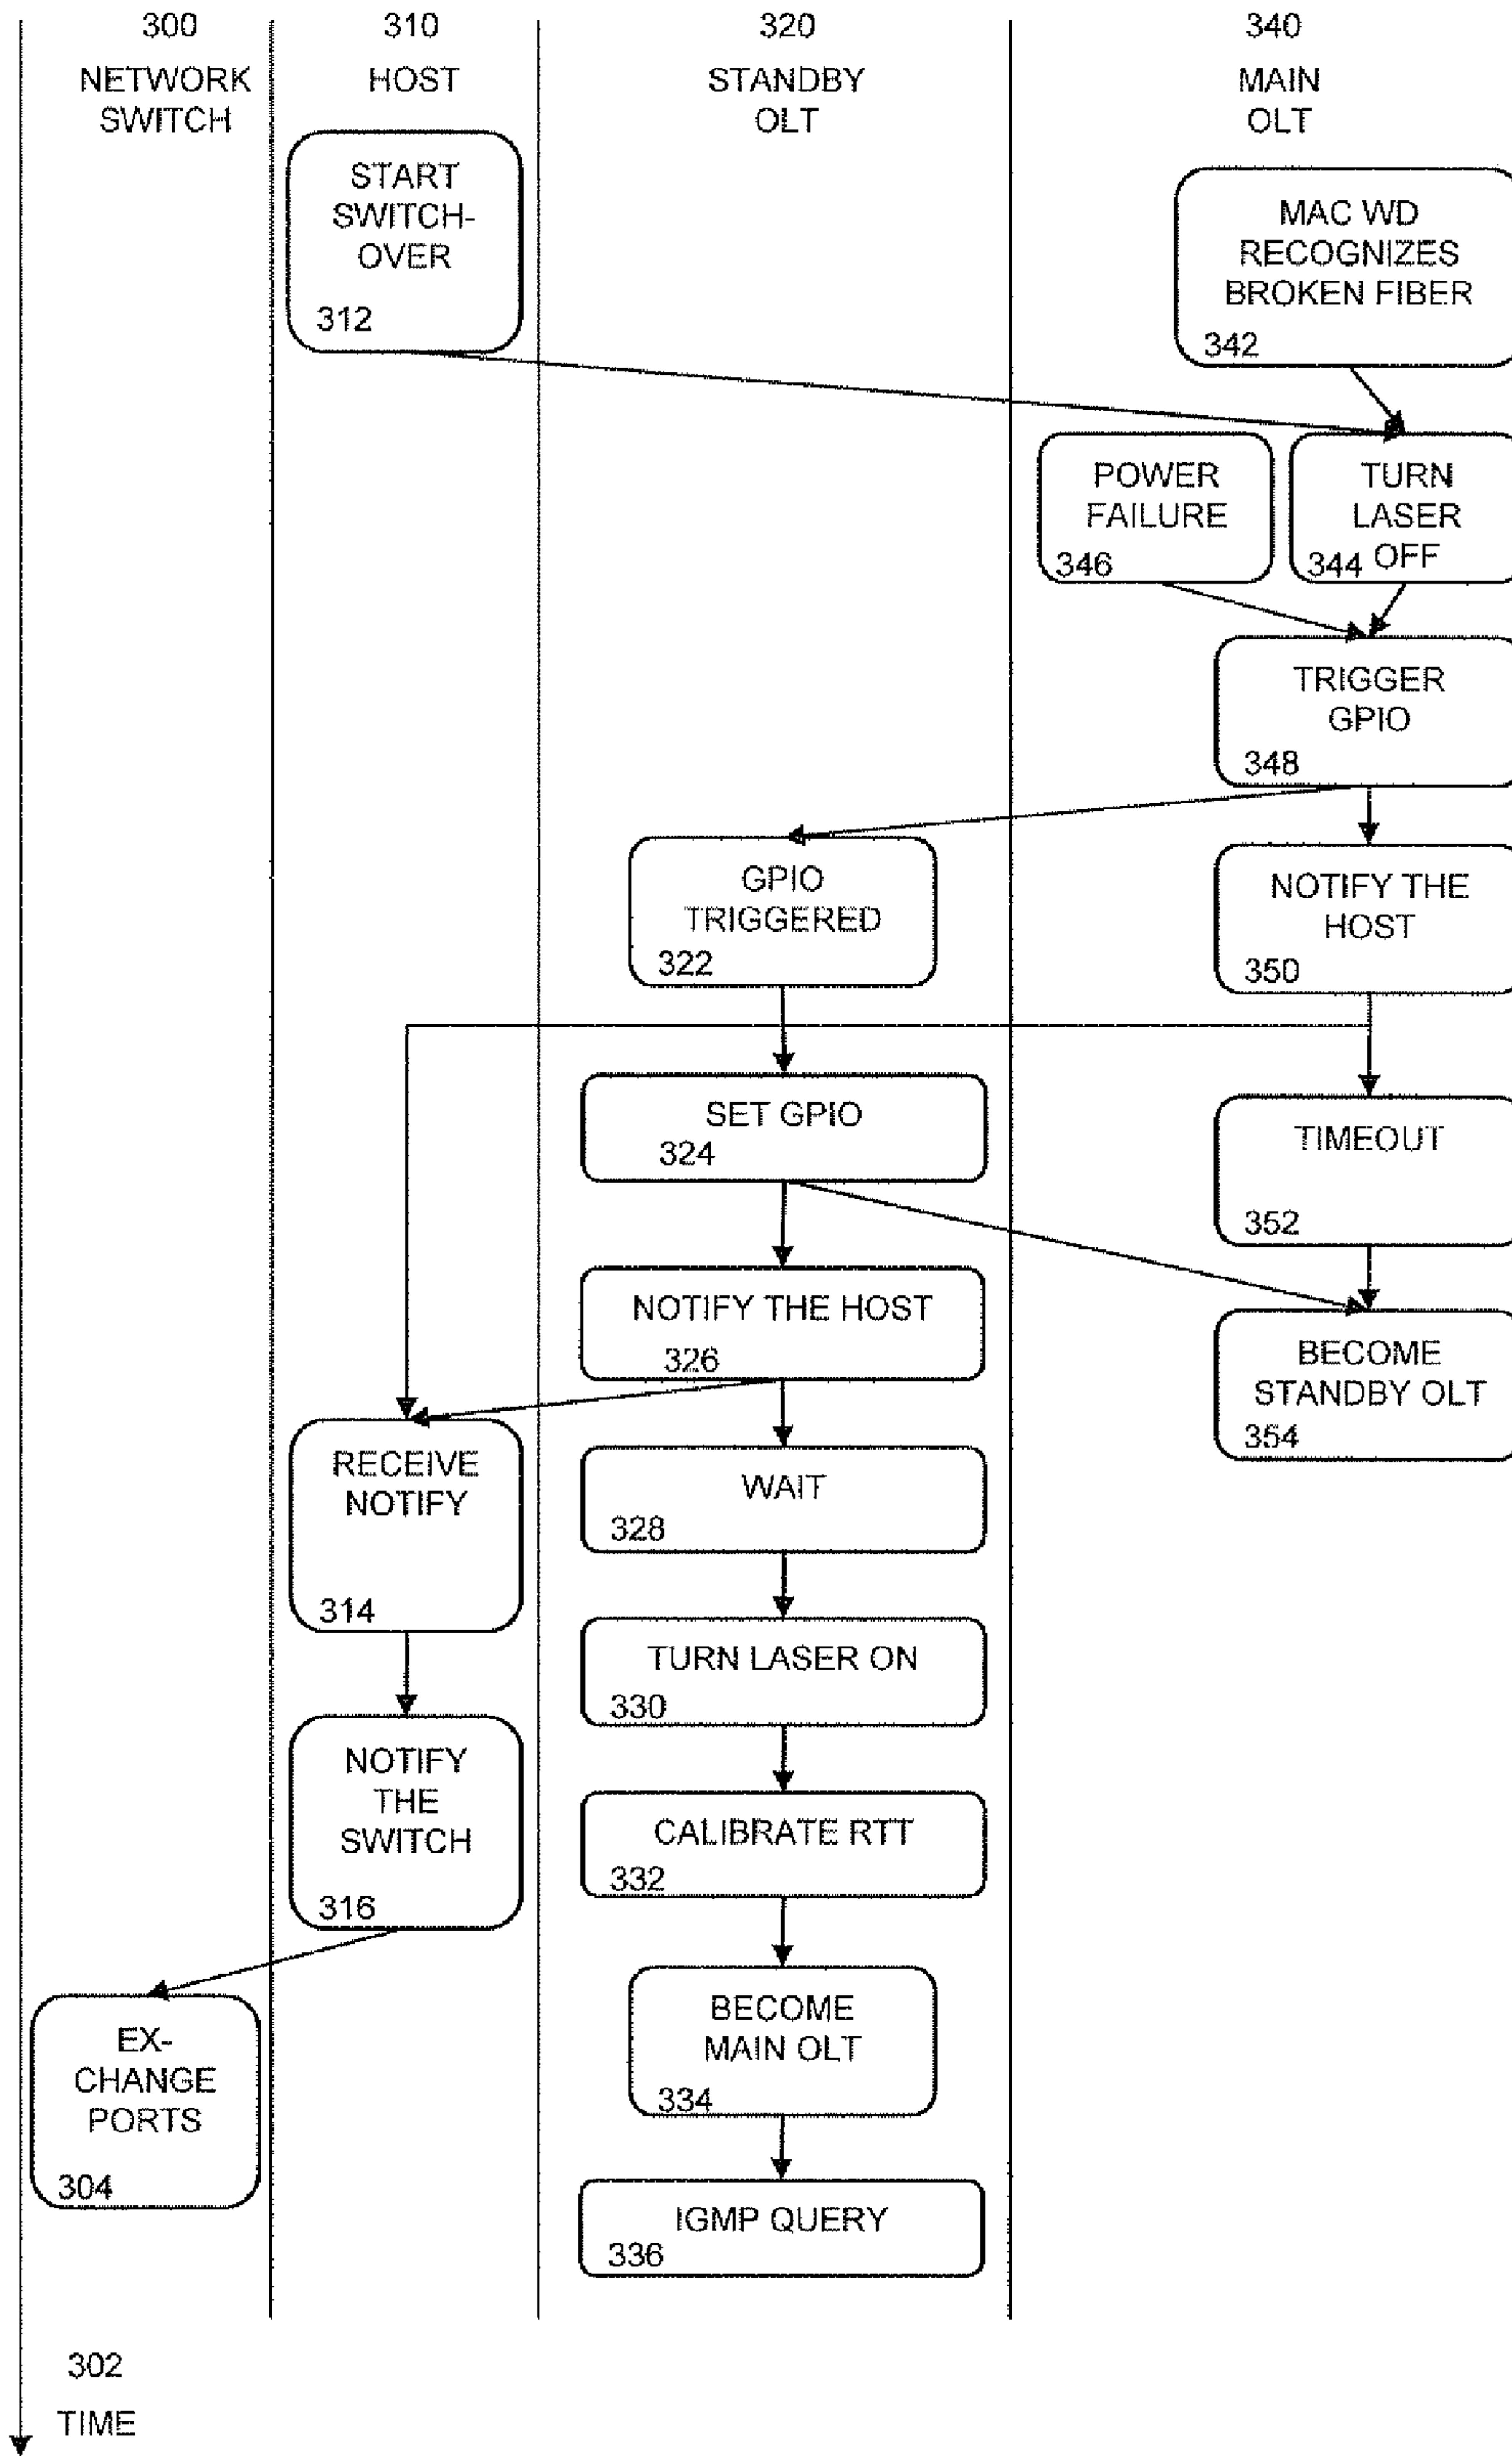 300
NETWORK
SWITCH
310
HOST
320
STANDBY
OLT
340
MAIN
OLT
START
SWITCH-
OVER
312
MAC WD
RECOGNIZES
BROKEN FIBER
342
POWER
FAILURE
346
TURN
LASER
344 OFF
TRIGGER
GPIO
348
GPIO
TRIGGERED
322
NOTIFY THE
HOST
350
SET GPIO
324
TIMEOUT
352
NOTIFY THE HOST
326
BECOME
STANDBY OLT
354
RECEIVE
NOTIFY
314
WAIT
328
TURN LASER ON
330
NOTIFY
THE
SWITCH
316
CALIBRATE RTT
332
BECOME
MAIN OLT
334
EX-
CHANGE
PORTS
304
IGMP QUERY
336
302
TIME